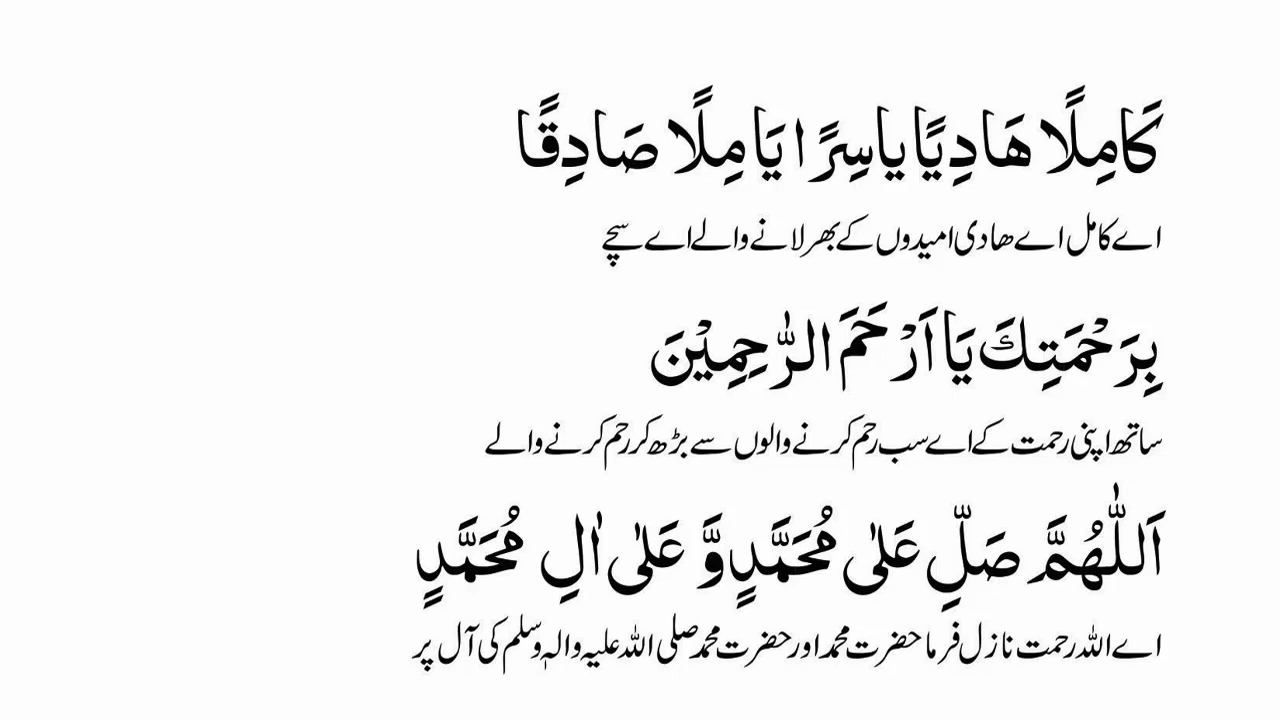 كَامِلًا هَادِيًا يا سِرًّا يَا مِلًا صَادِقًا
اے کامل اے ھادی امیدوں کے بھر لانے والے اے سچے
بِرَحْمَتِكَ يَا اَرْحَمَ الرّٰحِمِيْنَ
ساتھ اپنی رحمت کے اے سب رحم کرنے والوں سے بڑھ کر رحم کرنے والے
اَللّٰهُمَّ صَلِّ عَلٰى مُحَمَّدٍ وَّ عَلٰى اٰلِ مُحَمَّدٍ
اے اللہ رحمت نازل فرما حضرت محمد اور حضرت محمد صلی اللہ علیہ والہٖ وسلم کی آل پر